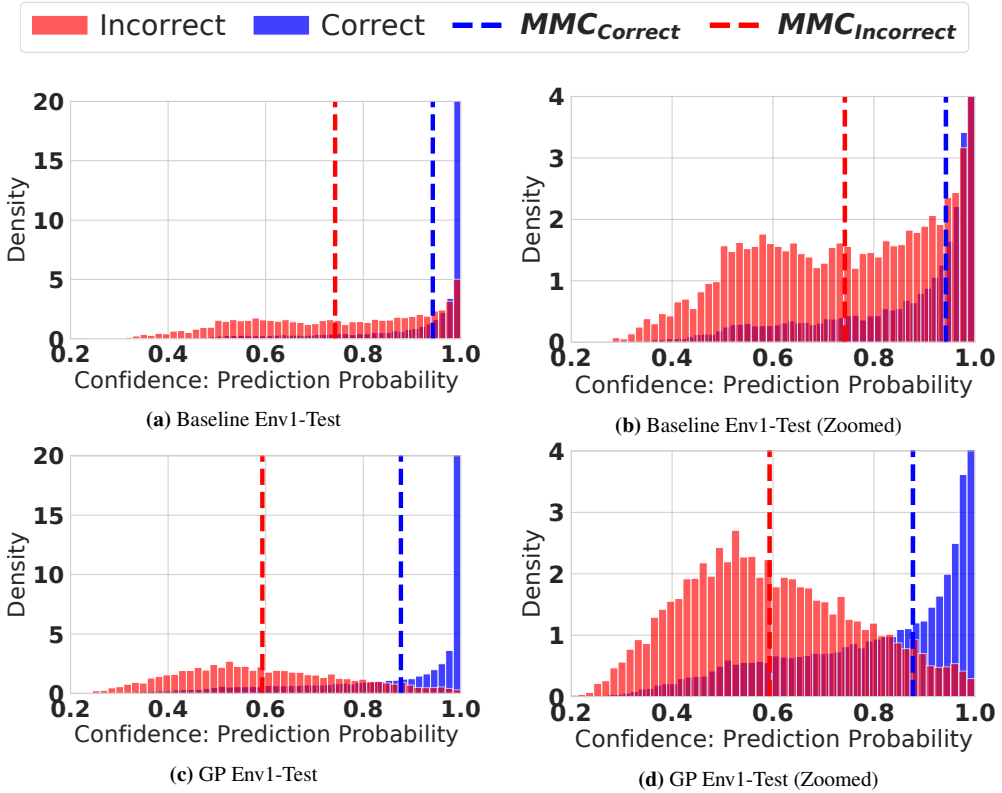 Incorrect Correct MMC_Correct MMC_Incorrect
20
15
10
5
0
Density
0.2 0.4 0.6 0.8 1.0
Confidence: Prediction Probability
(a) Baseline Env1-Test
4
3
2
1
0
Density
0.2 0.4 0.6 0.8 1.0
Confidence: Prediction Probability
(b) Baseline Env1-Test (Zoomed)
20
15
10
5
0
Density
0.2 0.4 0.6 0.8 1.0
Confidence: Prediction Probability
(c) GP Env1-Test
4
3
2
1
0
Density
0.2 0.4 0.6 0.8 1.0
Confidence: Prediction Probability
(d) GP Env1-Test (Zoomed)